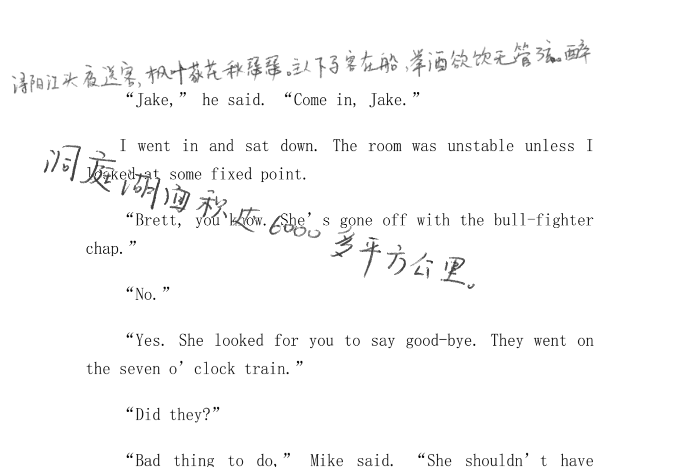 浔阳江头夜送客,枫叶荻花秋瑟瑟。主人下马客在船,举酒欲饮无管弦。醉
“Jake,” he said. “Come in, Jake.”
I went in and sat down. The room was unstable unless I
looked at some fixed point.
洞庭湖面积达6000多平方公里。
“Brett, you know. She’s gone off with the bull-fighter
chap.”
“No.”
“Yes. She looked for you to say good-bye. They went on
the seven o’clock train.”
“Did they?”
“Bad thing to do,” Mike said. “She shouldn’t have